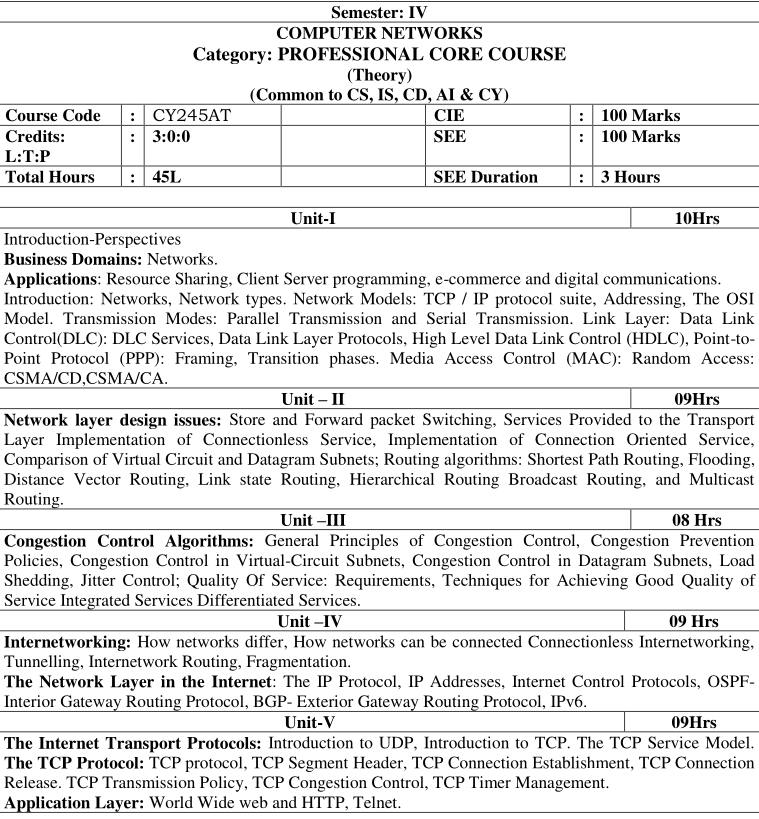 Semester: IV
COMPUTER NETWORKS
Category: PROFESSIONAL CORE COURSE
(Theory)
(Common to CS, IS, CD, AI & CY)
Course Code : CY245AT CIE : 100 Marks
Credits: : 3:0:0 SEE : 100 Marks
L:T:P
Total Hours : 45L SEE Duration : 3 Hours
Unit-I 10Hrs
Introduction-Perspectives
Business Domains: Networks.
Applications: Resource Sharing, Client Server programming, e-commerce and digital communications.
Introduction: Networks, Network types. Network Models: TCP / IP protocol suite, Addressing, The OSI
Model. Transmission Modes: Parallel Transmission and Serial Transmission. Link Layer: Data Link
Control(DLC): DLC Services, Data Link Layer Protocols, High Level Data Link Control (HDLC), Point-to-
Point Protocol (PPP): Framing, Transition phases. Media Access Control (MAC): Random Access:
CSMA/CD,CSMA/CA.
Unit – II 09Hrs
Network layer design issues: Store and Forward packet Switching, Services Provided to the Transport
Layer Implementation of Connectionless Service, Implementation of Connection Oriented Service,
Comparison of Virtual Circuit and Datagram Subnets; Routing algorithms: Shortest Path Routing, Flooding,
Distance Vector Routing, Link state Routing, Hierarchical Routing Broadcast Routing, and Multicast
Routing.
Unit –III 08 Hrs
Congestion Control Algorithms: General Principles of Congestion Control, Congestion Prevention
Policies, Congestion Control in Virtual-Circuit Subnets, Congestion Control in Datagram Subnets, Load
Shedding, Jitter Control; Quality Of Service: Requirements, Techniques for Achieving Good Quality of
Service Integrated Services Differentiated Services.
Unit –IV 09 Hrs
Internetworking: How networks differ, How networks can be connected Connectionless Internetworking,
Tunnelling, Internetwork Routing, Fragmentation.
The Network Layer in the Internet: The IP Protocol, IP Addresses, Internet Control Protocols, OSPF-
Interior Gateway Routing Protocol, BGP- Exterior Gateway Routing Protocol, IPv6.
Unit-V 09Hrs
The Internet Transport Protocols: Introduction to UDP, Introduction to TCP. The TCP Service Model.
The TCP Protocol: TCP protocol, TCP Segment Header, TCP Connection Establishment, TCP Connection
Release. TCP Transmission Policy, TCP Congestion Control, TCP Timer Management.
Application Layer: World Wide web and HTTP, Telnet.